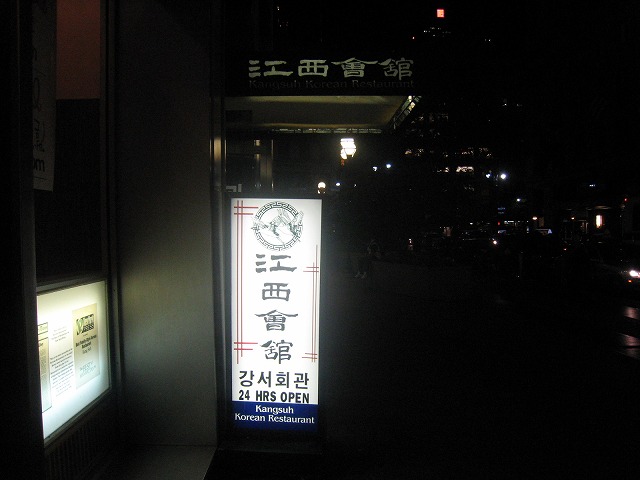 江西會舘
Kangsuh Korean Restaurant
江
西
會
舘
강서회관
24 HRS OPEN
Kangsuh
Korean Restaurant